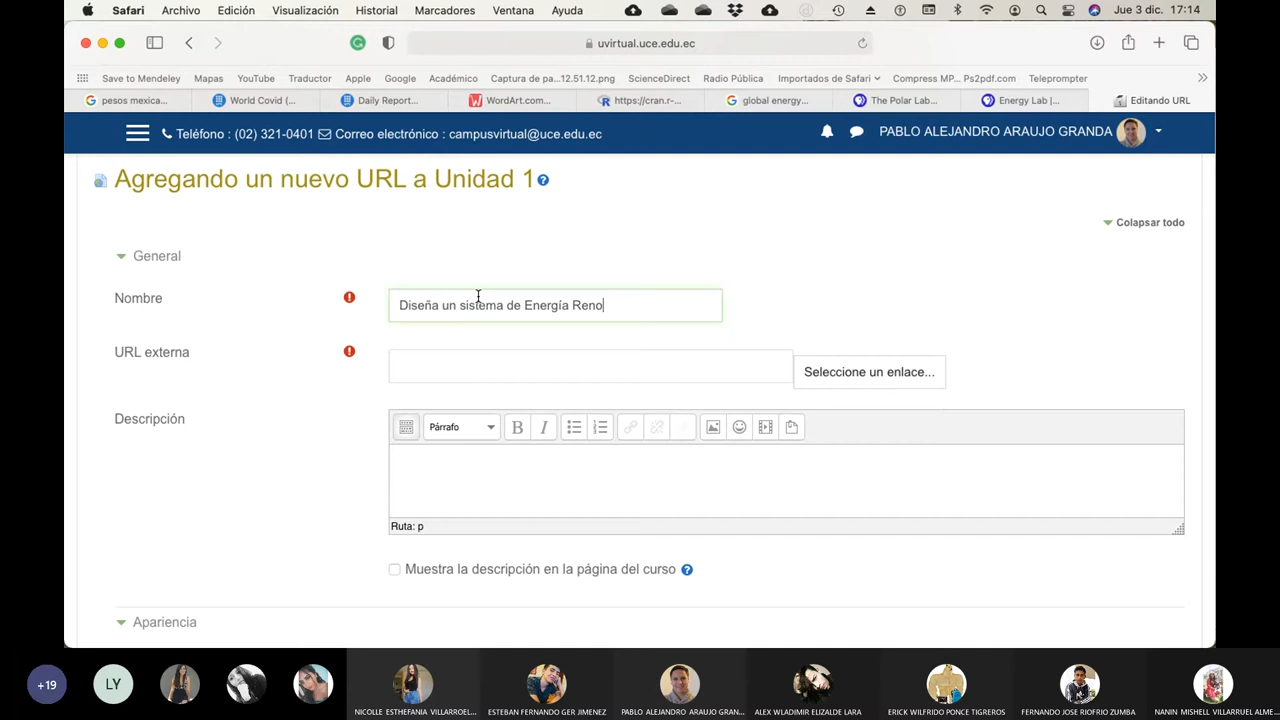 Safari Archivo Edición Visualización Historial Marcadores Ventana Ayuda Jue 3 dic. 17:14
uvirtual.uce.edu.ec
Save to Mendeley Mapas YouTube Traductor Apple Google Académico Captura de pa...12.51.12.png ScienceDirect Radio Pública Importados de Safari Compress MP... Ps2pdf.com Teleprompter
pesos mexica... World Covid (... Daily Report... WordArt.com... https://cran.r-... global energy... The Polar Lab... Energy Lab |... Editando URL
Teléfono : (02) 321-0401 Correo electrónico : campusvirtual@uce.edu.ec PABLO ALEJANDRO ARAUJO GRANDA
Agregando un nuevo URL a Unidad 1
Colapsar todo
General
Nombre Diseña un sistema de Energía Reno
URL externa Seleccione un enlace...
Descripción Párrafo B I
Ruta: p
Muestra la descripción en la página del curso
Apariencia
+19 LY
NICOLLE ESTHEFANIA VILLARROEL... ESTEBAN FERNANDO GER JIMENEZ PABLO ALEJANDRO ARAUJO GRAN... ALEX WLADIMIR ELIZALDE LARA ERICK WILFRIDO PONCE TIGREROS FERNANDO JOSE RIOFRIO ZUMBA NANIN MISHELL VILLARRUEL ALME...